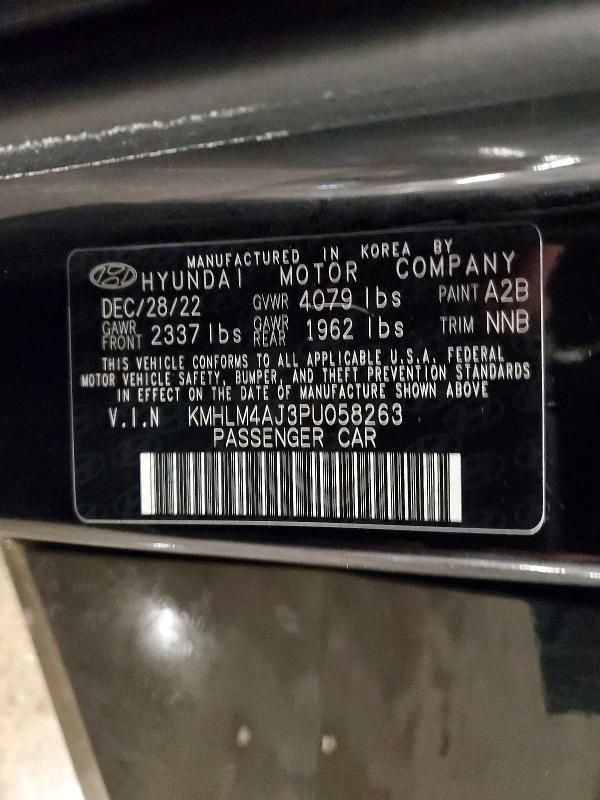 MANUFACTURED IN KOREA BY
HYUNDAI MOTOR COMPANY
DEC/28/22 GVWR 4079 lbs PAINT A2B
GAWR FRONT 2337 lbs GAWR REAR 1962 lbs TRIM NNB
THIS VEHICLE CONFORMS TO ALL APPLICABLE U.S.A. FEDERAL
MOTOR VEHICLE SAFETY, BUMPER, AND THEFT PREVENTION STANDARDS
IN EFFECT ON THE DATE OF MANUFACTURE SHOWN ABOVE
V.I.N KMHLM4AJ3PU058263
PASSENGER CAR